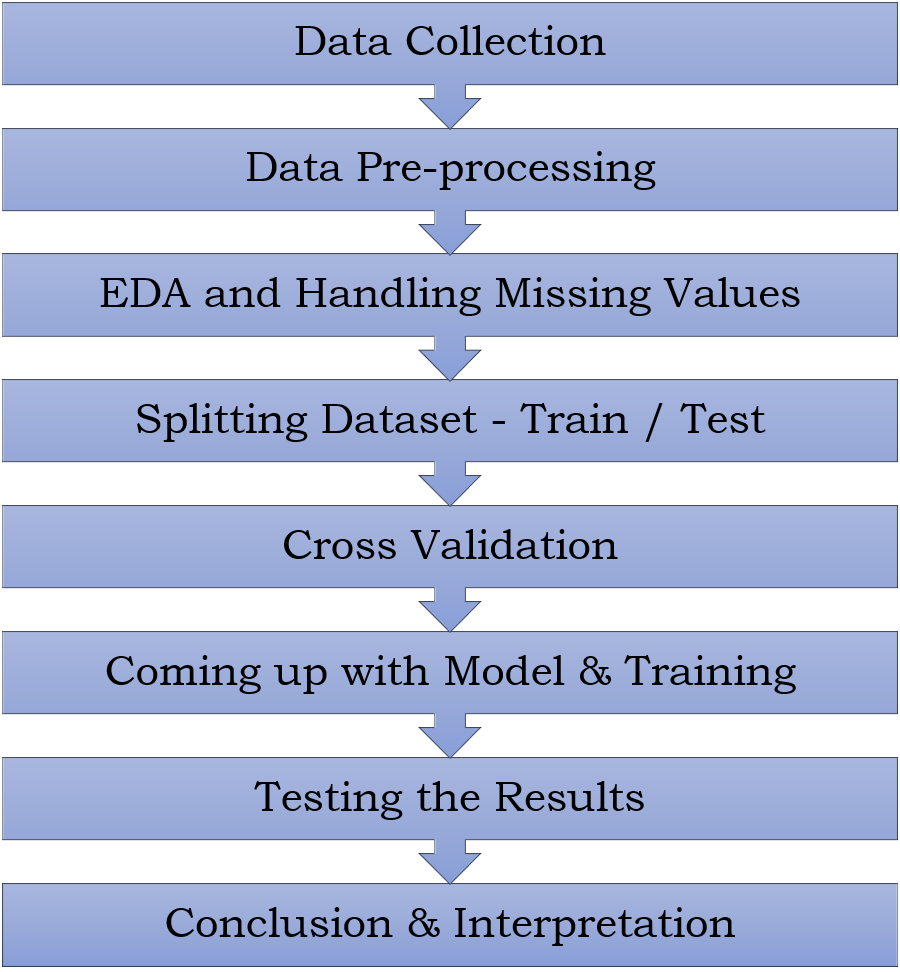 Data Collection
Data Pre-processing
EDA and Handling Missing Values
Splitting Dataset - Train / Test
Cross Validation
Coming up with Model & Training
Testing the Results
Conclusion & Interpretation